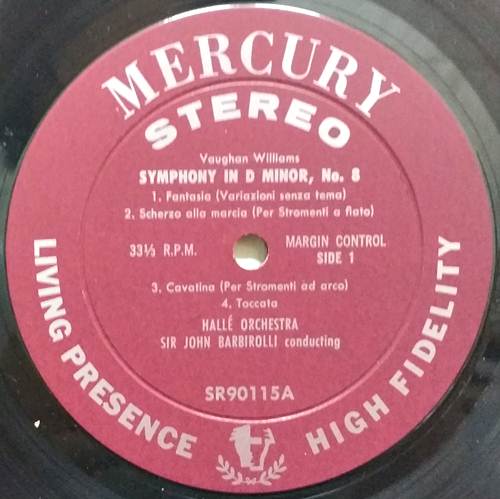 MERCURY
STEREO
Vaughan Williams
SYMPHONY IN D MINOR, No. 8
1. Fantasia (Variazioni senza tema)
2. Scherzo alla marcia (Per Stromenti a fiato)
33⅓ R.P.M.
MARGIN CONTROL
SIDE 1
3. Cavatina (Per Stromenti ad arco)
4. Toccata
HALLÉ ORCHESTRA
SIR JOHN BARBIROLLI conducting
SR90115A
LIVING PRESENCE
HIGH FIDELITY